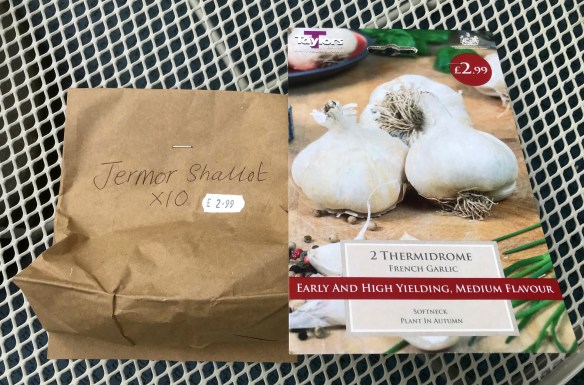 Jermor Shallot
x10
£2.99
Taylors
£2.99
2 Thermidrome
French Garlic
Early And High Yielding, Medium Flavour
Softneck
Plant In Autumn